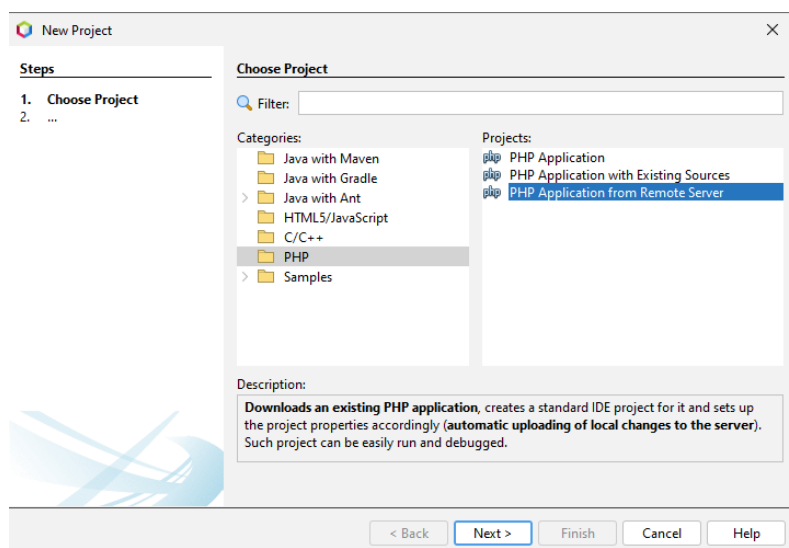 New Project
Steps
1. Choose Project
2. ...
Choose Project
Filter:
Categories:
Java with Maven
Java with Gradle
Java with Ant
HTML5/JavaScript
C/C++
PHP
Samples
Projects:
php PHP Application
php PHP Application with Existing Sources
php PHP Application from Remote Server
Description:
Downloads an existing PHP application, creates a standard IDE project for it and sets up
the project properties accordingly (automatic uploading of local changes to the server).
Such project can be easily run and debugged.
< Back Next > Finish Cancel Help